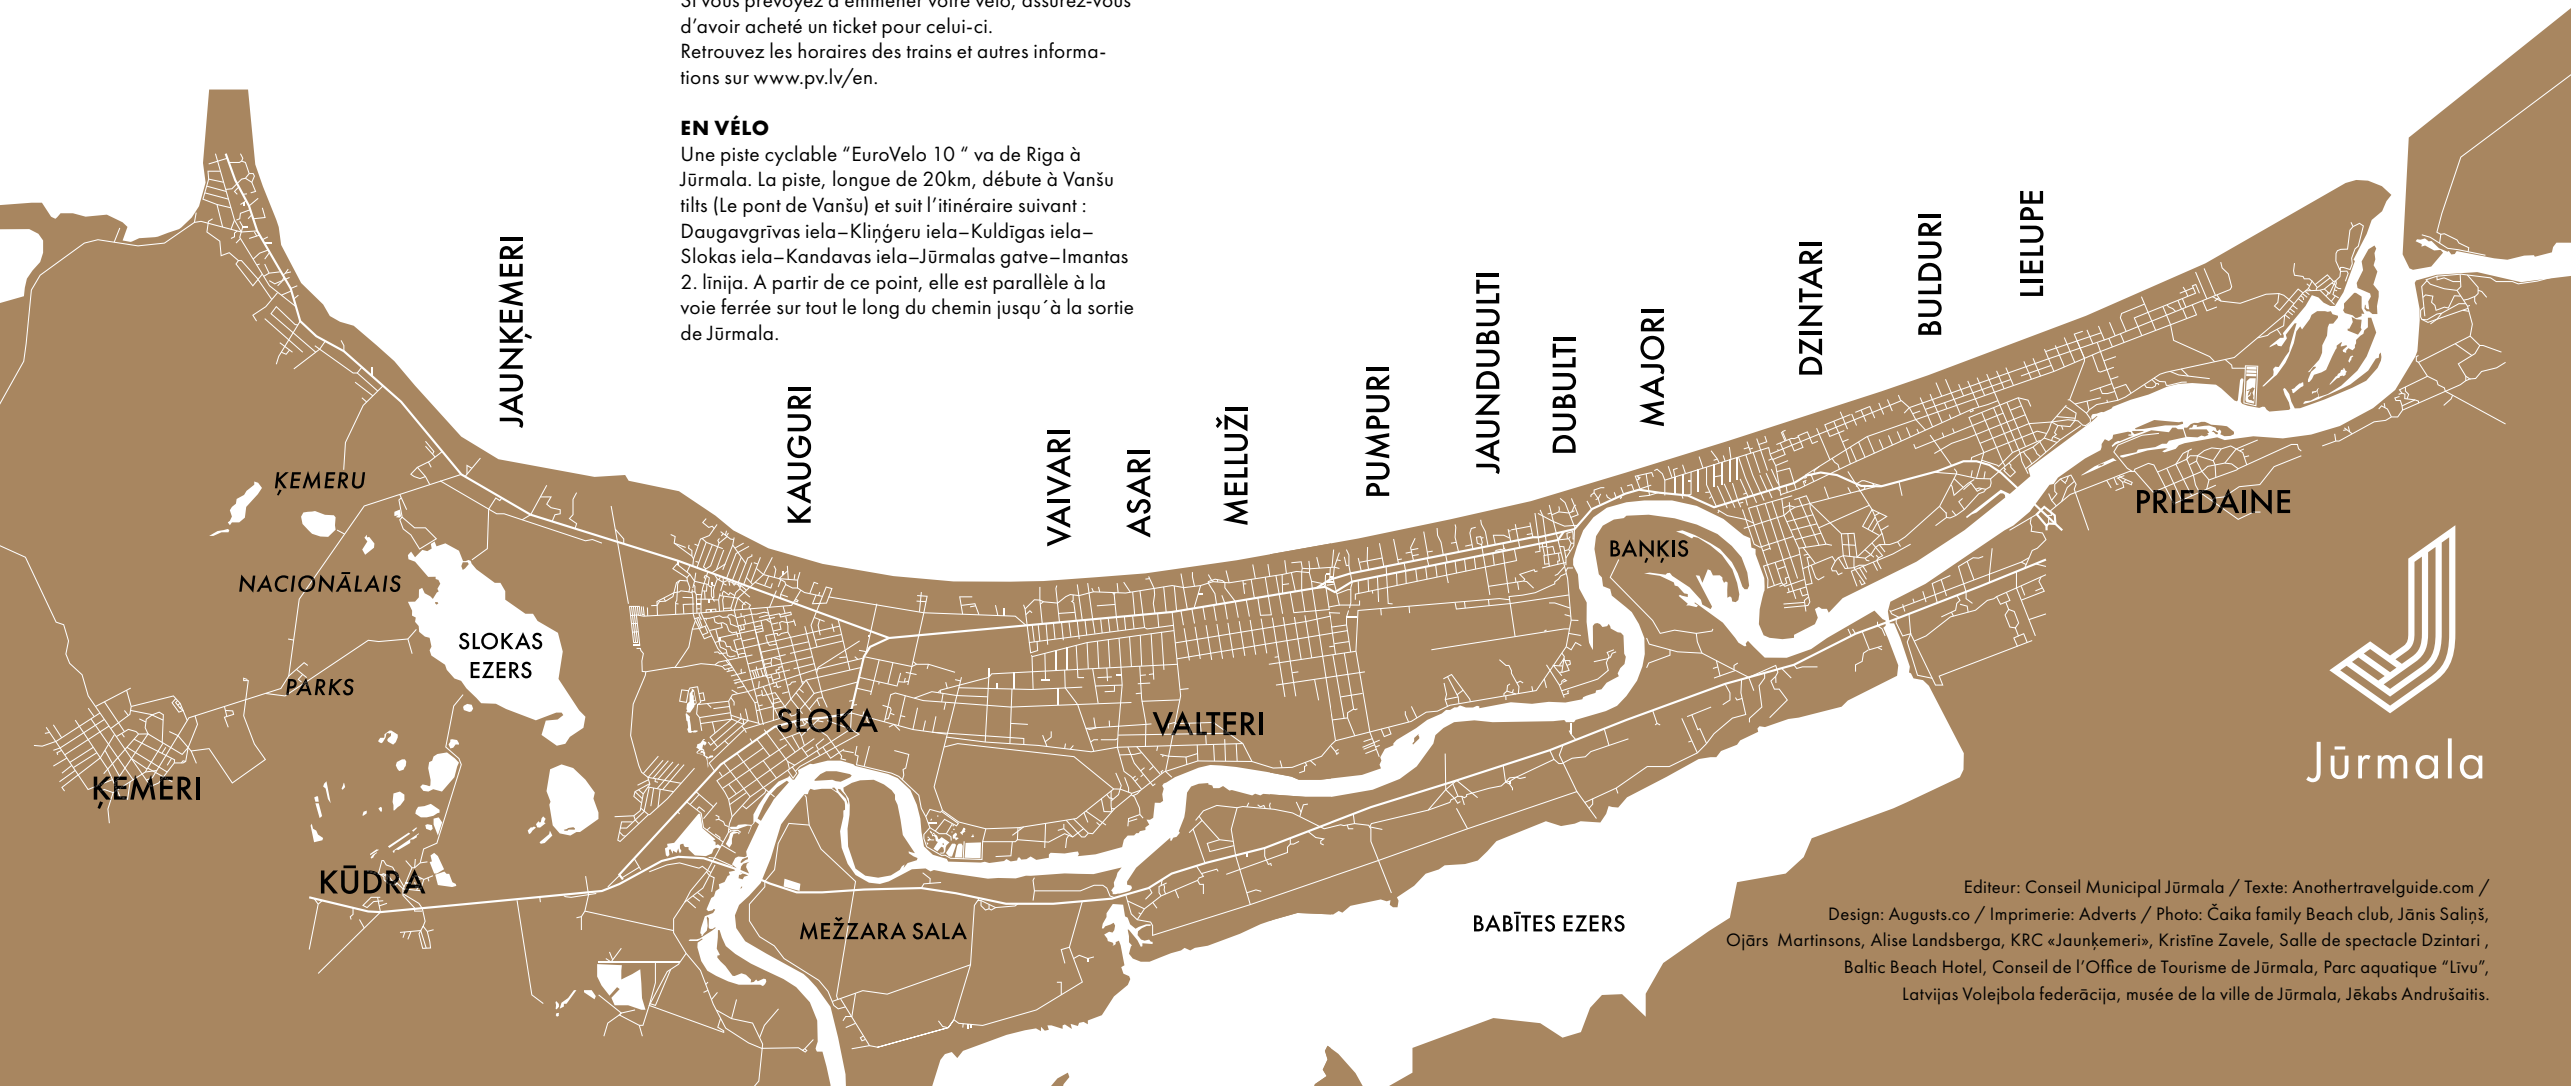 Si vous prévoyez d'emmener votre vélo, assurez-vous
d'avoir acheté un ticket pour celui-ci.
Retrouvez les horaires des trains et autres informa-
tions sur www.pv.lv/en.
EN VÉLO
Une piste cyclable “EuroVelo 10 “ va de Riga à
Jūrmala. La piste, longue de 20km, débute à Vanšu
tilts (Le pont de Vanšu) et suit l'itinéraire suivant :
Daugavgrīvas iela–Kliņģeru iela–Kuldīgas iela–
Slokas iela–Kandavas iela–Jūrmalas gatve–Imantas
2. līnija. A partir de ce point, elle est parallèle à la
voie ferrée sur tout le long du chemin jusqu´à la sortie
de Jūrmala.
JAUNĶEMERI
KAUGURI
VAIVARI
ASARI
MELLUŽI
PUMPURI
JAUNDUBULTI
DUBULTI
MAJORI
DZINTARI
BULDURI
LIELUPE
PRIEDAINE
BAŅĶIS
ĶEMERU
NACIONĀLAIS
PARKS
SLOKAS
EZERS
SLOKA
VALTERI
ĶEMERI
KŪDRA
MEŽZARA SALA
BABĪTES EZERS
Jūrmala
Editeur: Conseil Municipal Jūrmala / Texte: Anothertravelguide.com /
Design: Augusts.co / Imprimerie: Adverts / Photo: Čaika family Beach club, Jānis Saliņš,
Ojārs Martinsons, Alise Landsberga, KRC «Jaunķemeri», Kristīne Zavele, Salle de spectacle Dzintari ,
Baltic Beach Hotel, Conseil de l'Office de Tourisme de Jūrmala, Parc aquatique “Līvu”,
Latvijas Volejbola federācija, musée de la ville de Jūrmala, Jēkabs Andrušaitis.